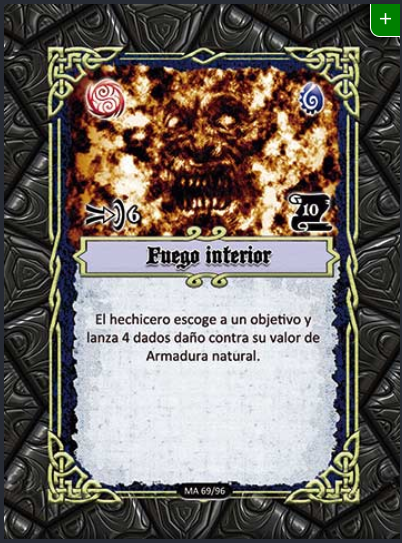 +
6
10
Fuego interior
El hechicero escoge a un objetivo y
lanza 4 dados daño contra su valor de
Armadura natural.
MA 69/96